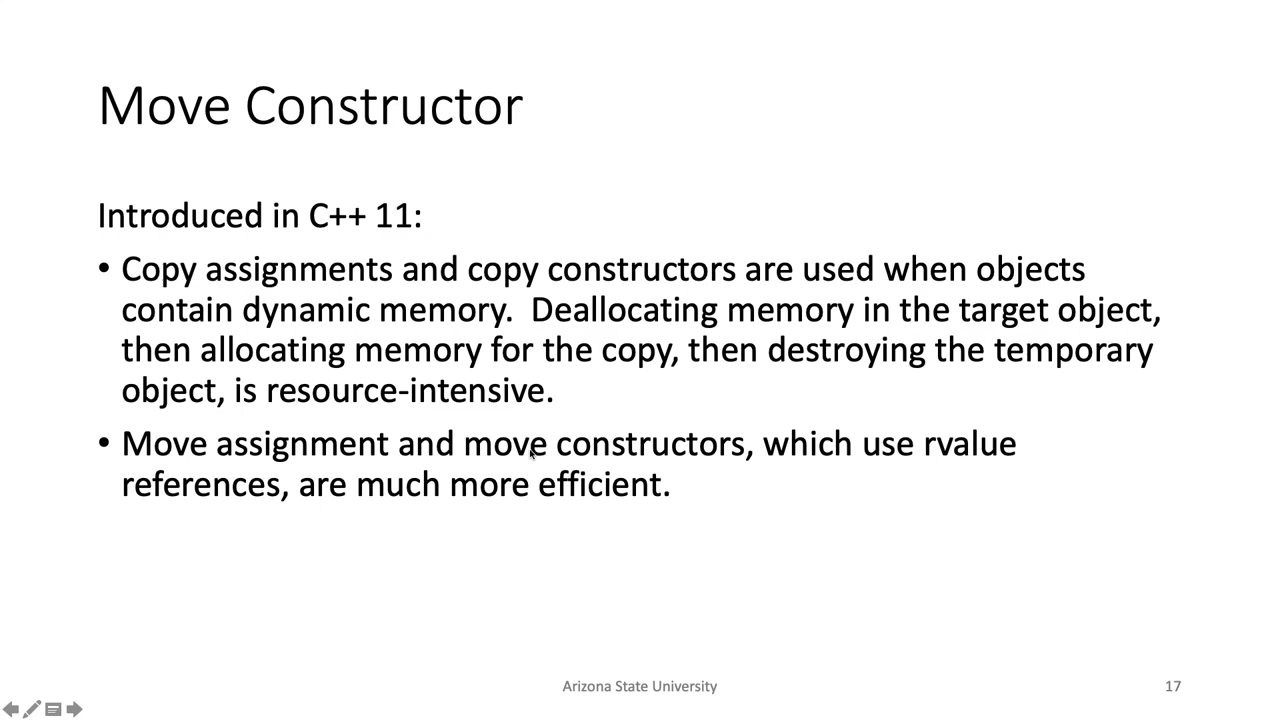 Move Constructor
Introduced in C++ 11:
• Copy assignments and copy constructors are used when objects
contain dynamic memory.  Deallocating memory in the target object,
then allocating memory for the copy, then destroying the temporary
object, is resource-intensive.
• Move assignment and move constructors, which use rvalue
references, are much more efficient.
Arizona State University
17